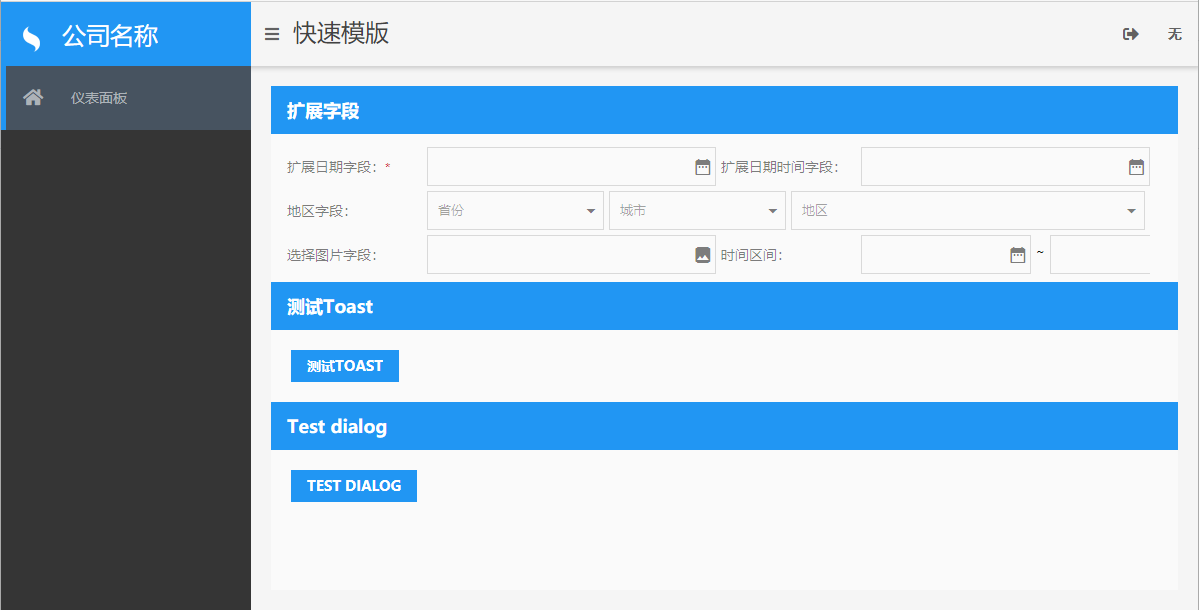 公司名称
快速模版
无
仪表面板
扩展字段
扩展日期字段：*
扩展日期时间字段：
地区字段：
省份
城市
地区
选择图片字段：
时间区间：
~
测试Toast
测试TOAST
Test dialog
TEST DIALOG